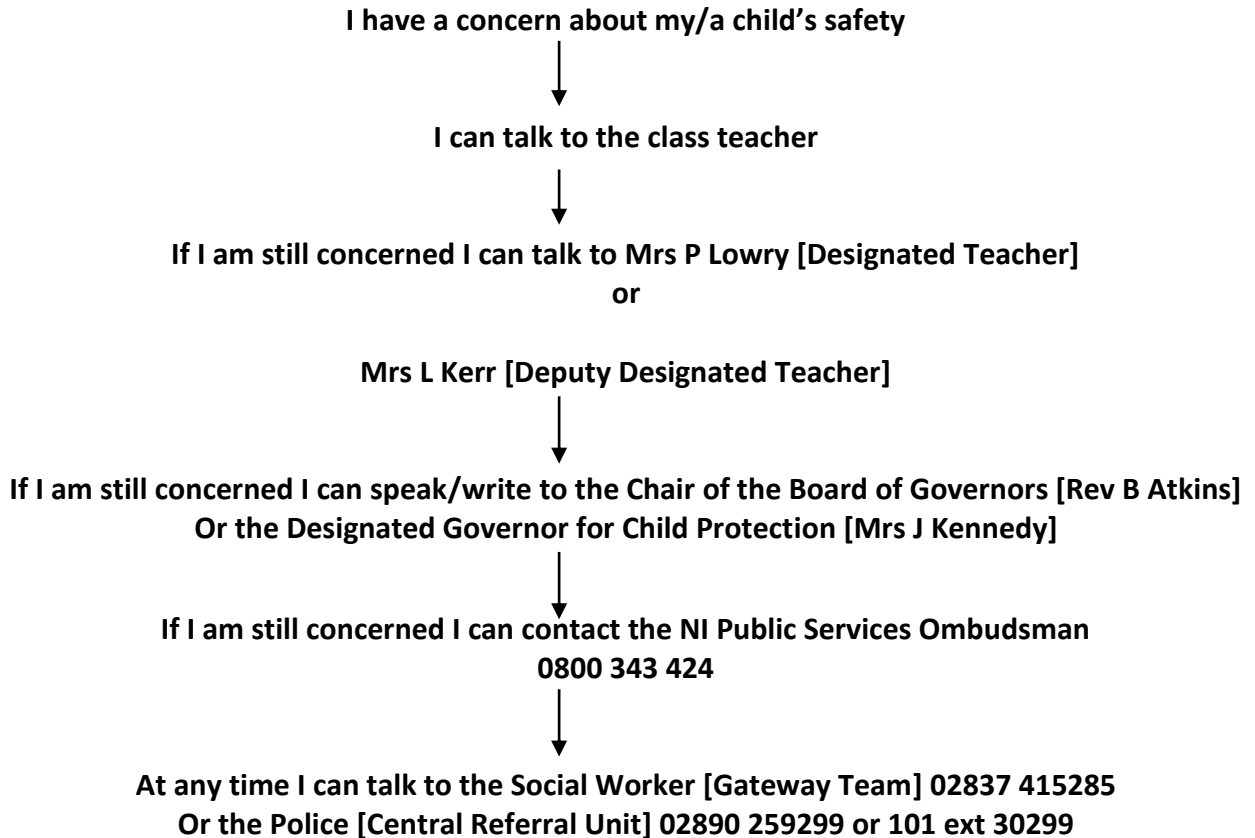 I have a concern about my/a child’s safety
I can talk to the class teacher
If I am still concerned I can talk to Mrs P Lowry [Designated Teacher]
or
Mrs L Kerr [Deputy Designated Teacher]
If I am still concerned I can speak/write to the Chair of the Board of Governors [Rev B Atkins]
Or the Designated Governor for Child Protection [Mrs J Kennedy]
If I am still concerned I can contact the NI Public Services Ombudsman
0800 343 424
At any time I can talk to the Social Worker [Gateway Team] 02837 415285
Or the Police [Central Referral Unit] 02890 259299 or 101 ext 30299